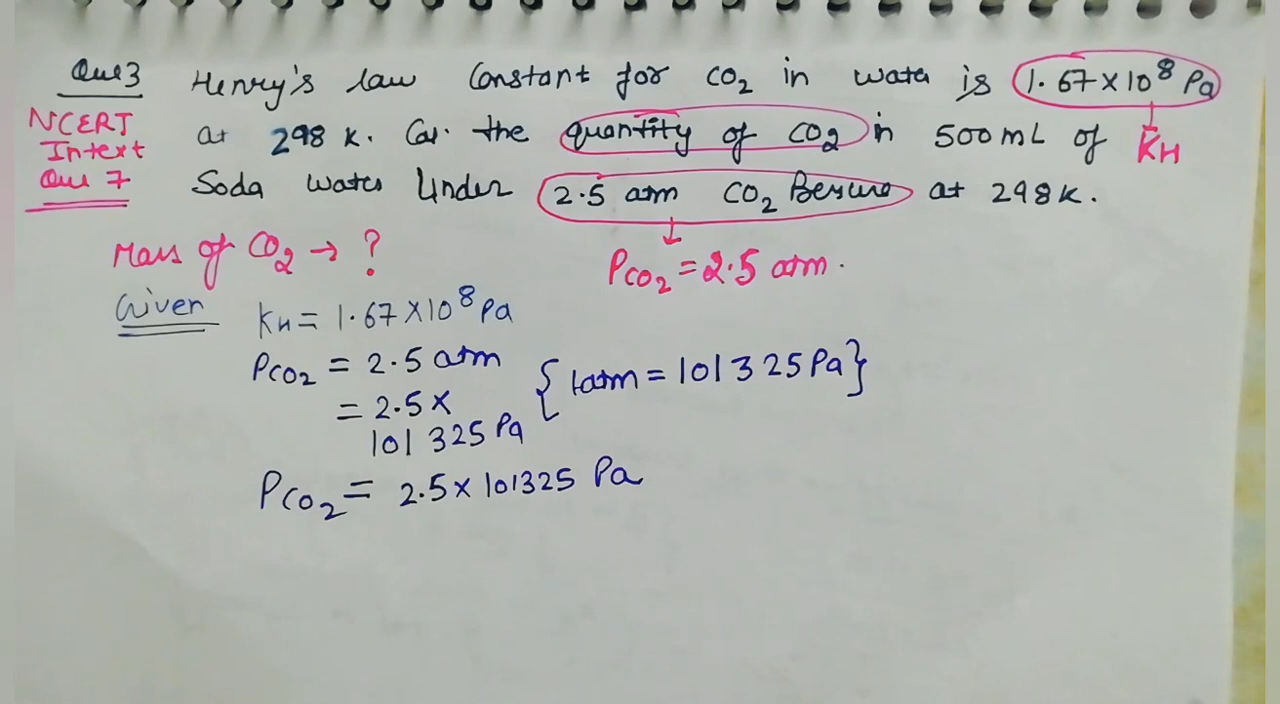 Que 3 Henry's law Constant for CO2 in water is 1.67×10^8 Pa
NCERT Intext Que 7
at 298 K. Cal. the quantity of CO2 in 500 mL of KH
Soda water Under 2.5 atm CO2 Pressure at 298K.
Mass of CO2 → ?
PCO2 = 2.5 atm.
Given KH = 1.67×10^8 Pa
PCO2 = 2.5 atm {1atm = 101325 Pa}
= 2.5 ×
101 325 Pa
PCO2 = 2.5×101325 Pa